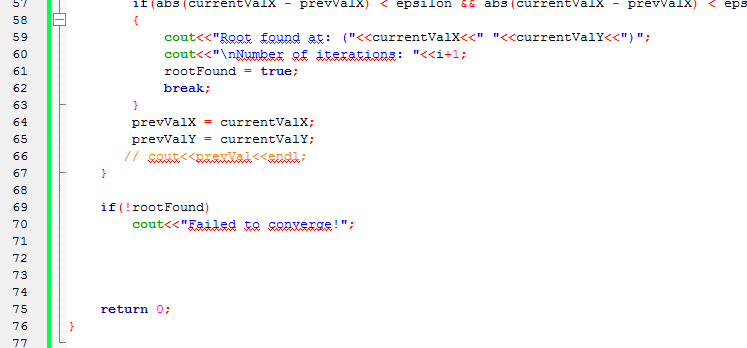 57 if(abs(currentValX - prevValX) < epsilon && abs(currentValX - prevValX) < eps
58 {
59 cout<<"Root found at: ("<<currentValX<<" "<<currentValY<<")";
60 cout<<"\nNumber of iterations: "<<i+1;
61 rootFound = true;
62 break;
63 }
64 prevValX = currentValX;
65 prevValY = currentValY;
66 // cout<<prevVal<<endl;
67 }
68
69 if(!rootFound)
70 cout<<"Failed to converge!";
71
72
73
74
75 return 0;
76 }
77